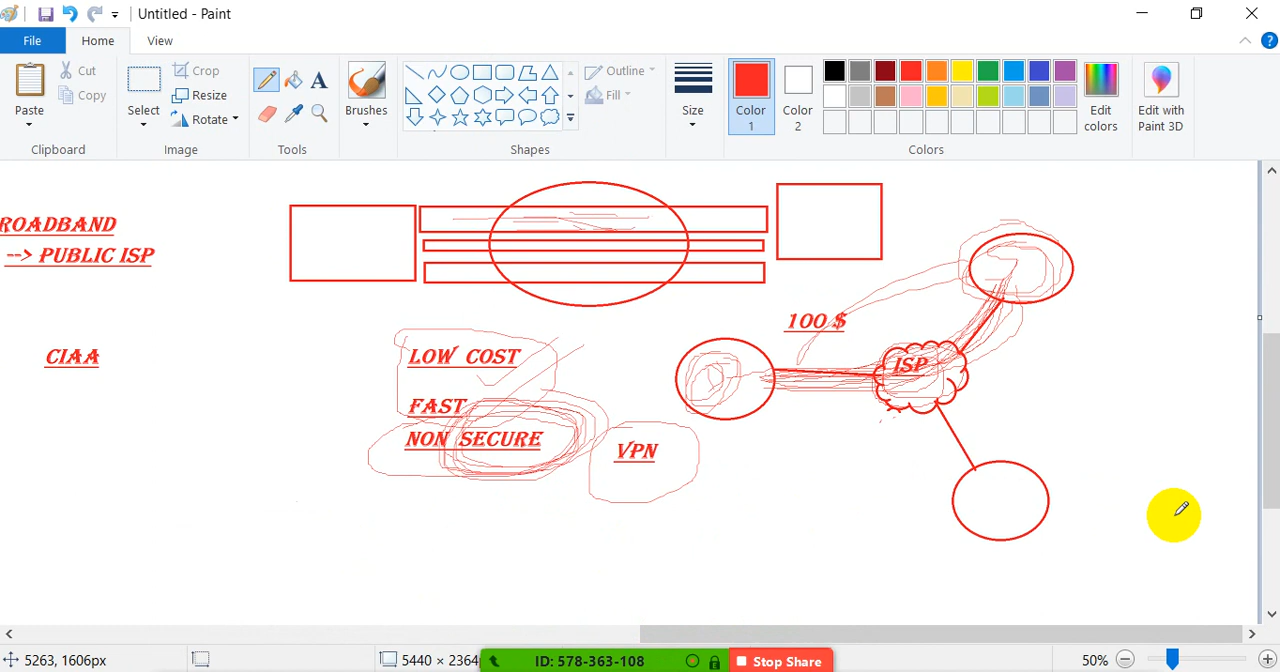 Untitled - Paint
File
Home
View
Paste
Cut
Copy
Clipboard
Select
Crop
Resize
Rotate
Image
Tools
Brushes
Outline
Fill
Shapes
Size
Color 1
Color 2
Edit colors
Edit with Paint 3D
Colors
ROADBAND
--> PUBLIC ISP
CIAA
LOW COST
FAST
NON SECURE
VPN
100 $
ISP
5263, 1606px
5440 × 2364
ID: 578-363-108
Stop Share
50%